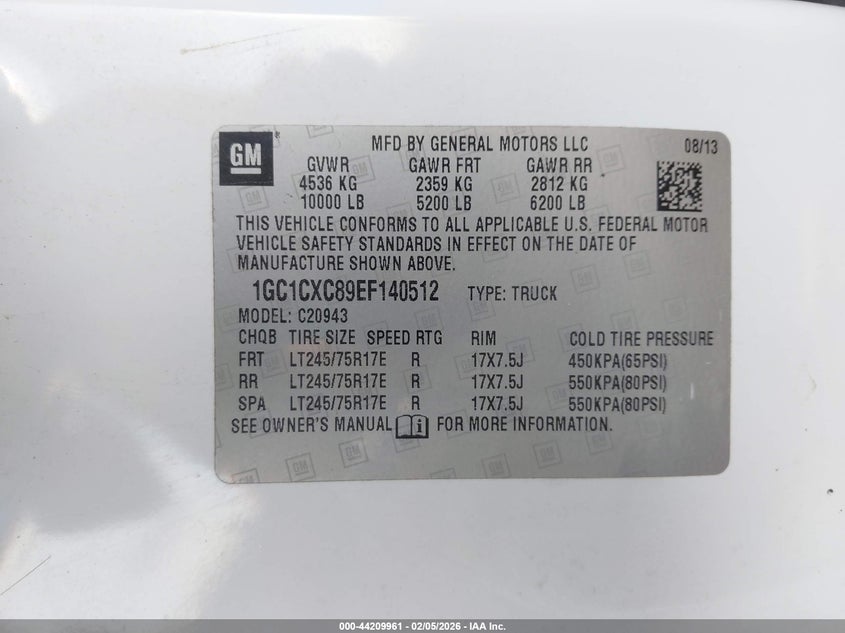 GM
MFD BY GENERAL MOTORS LLC 08/13
GVWR GAWR FRT GAWR RR
4536 KG 2359 KG 2812 KG
10000 LB 5200 LB 6200 LB
THIS VEHICLE CONFORMS TO ALL APPLICABLE U.S. FEDERAL MOTOR
VEHICLE SAFETY STANDARDS IN EFFECT ON THE DATE OF
MANUFACTURE SHOWN ABOVE.
1GC1CXC89EF140512 TYPE: TRUCK
MODEL: C20943
CHQB TIRE SIZE SPEED RTG RIM COLD TIRE PRESSURE
FRT LT245/75R17E R 17X7.5J 450KPA(65PSI)
RR LT245/75R17E R 17X7.5J 550KPA(80PSI)
SPA LT245/75R17E R 17X7.5J 550KPA(80PSI)
SEE OWNER'S MANUAL FOR MORE INFORMATION.
000-44209961 - 02/05/2026 - IAA Inc.